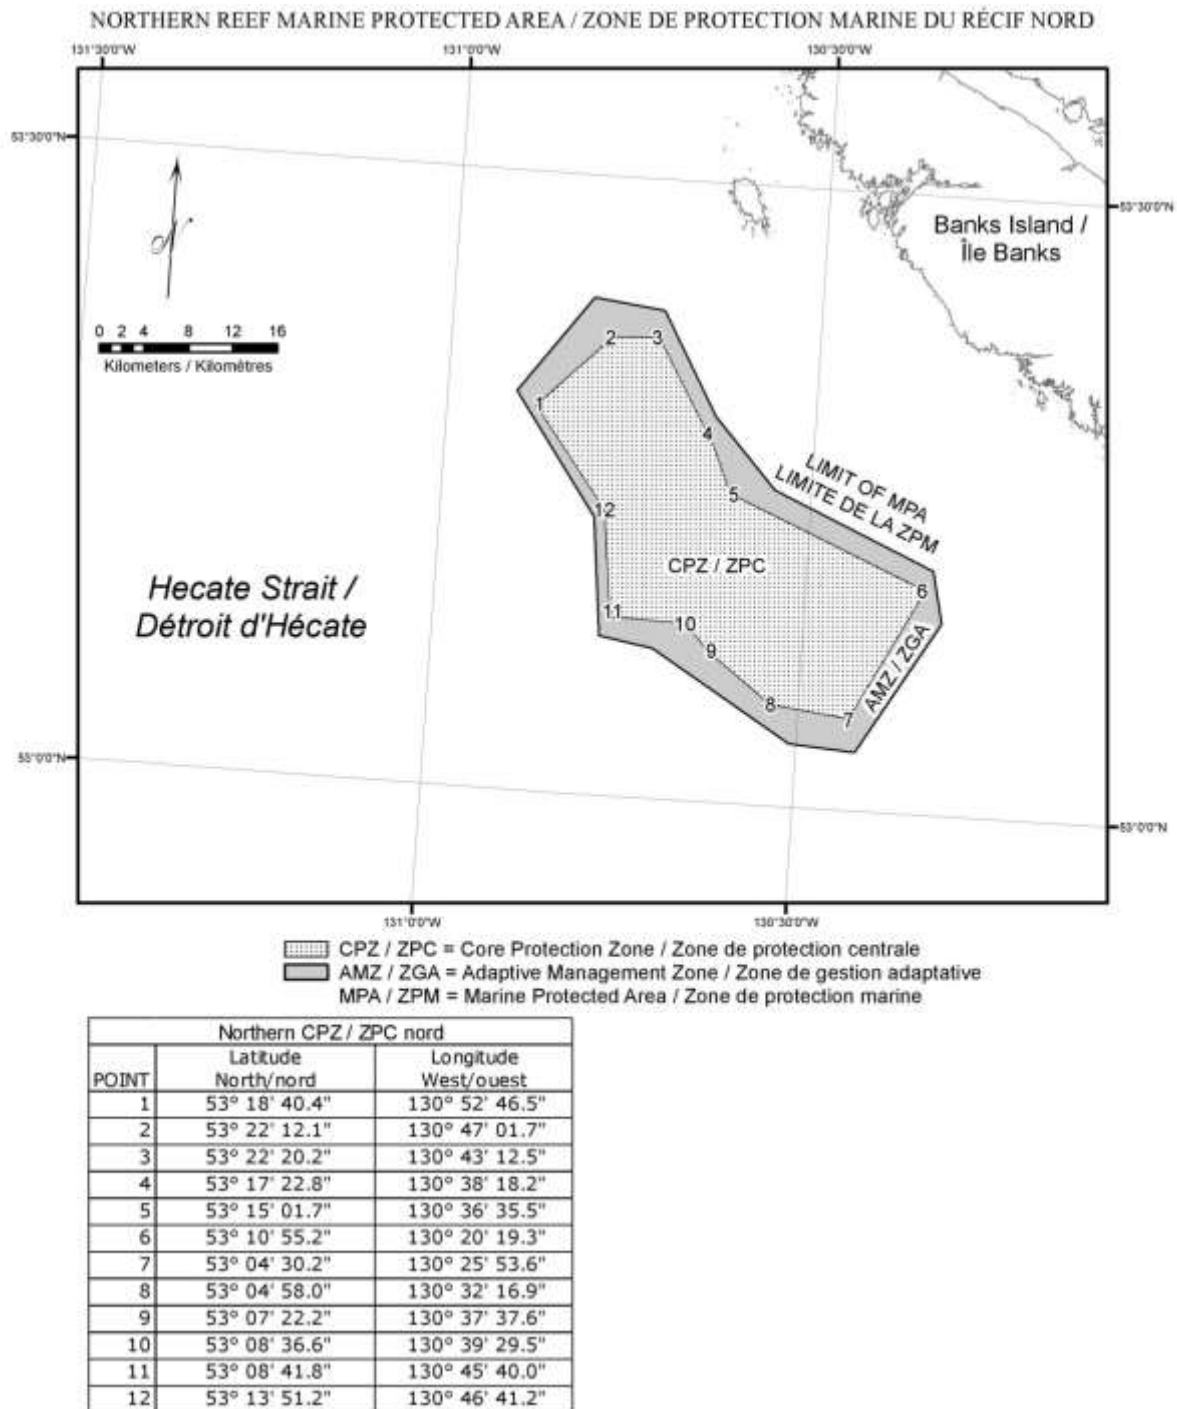 NORTHERN REEF MARINE PROTECTED AREA / ZONE DE PROTECTION MARINE DU RÉCIF NORD
131°30'0"W 131°0'0"W 130°30'0"W
53°30'0"N
53°30'0"N
Banks Island /
Île Banks
N
0 2 4 8 12 16
Kilometers / Kilomètres
2 3
1
4
LIMIT OF MPA
LIMITE DE LA ZPM
5
12
CPZ / ZPC
6
Hecate Strait /
Détroit d'Hécate
11 10
9
AMZ / ZGA
8 7
53°0'0"N
53°0'0"N
131°0'0"W 130°30'0"W
CPZ / ZPC = Core Protection Zone / Zone de protection centrale
AMZ / ZGA = Adaptive Management Zone / Zone de gestion adaptative
MPA / ZPM = Marine Protected Area / Zone de protection marine
Northern CPZ / ZPC nord
Latitude Longitude
POINT North/nord West/ouest
1 53° 18' 40.4" 130° 52' 46.5"
2 53° 22' 12.1" 130° 47' 01.7"
3 53° 22' 20.2" 130° 43' 12.5"
4 53° 17' 22.8" 130° 38' 18.2"
5 53° 15' 01.7" 130° 36' 35.5"
6 53° 10' 55.2" 130° 20' 19.3"
7 53° 04' 30.2" 130° 25' 53.6"
8 53° 04' 58.0" 130° 32' 16.9"
9 53° 07' 22.2" 130° 37' 37.6"
10 53° 08' 36.6" 130° 39' 29.5"
11 53° 08' 41.8" 130° 45' 40.0"
12 53° 13' 51.2" 130° 46' 41.2"